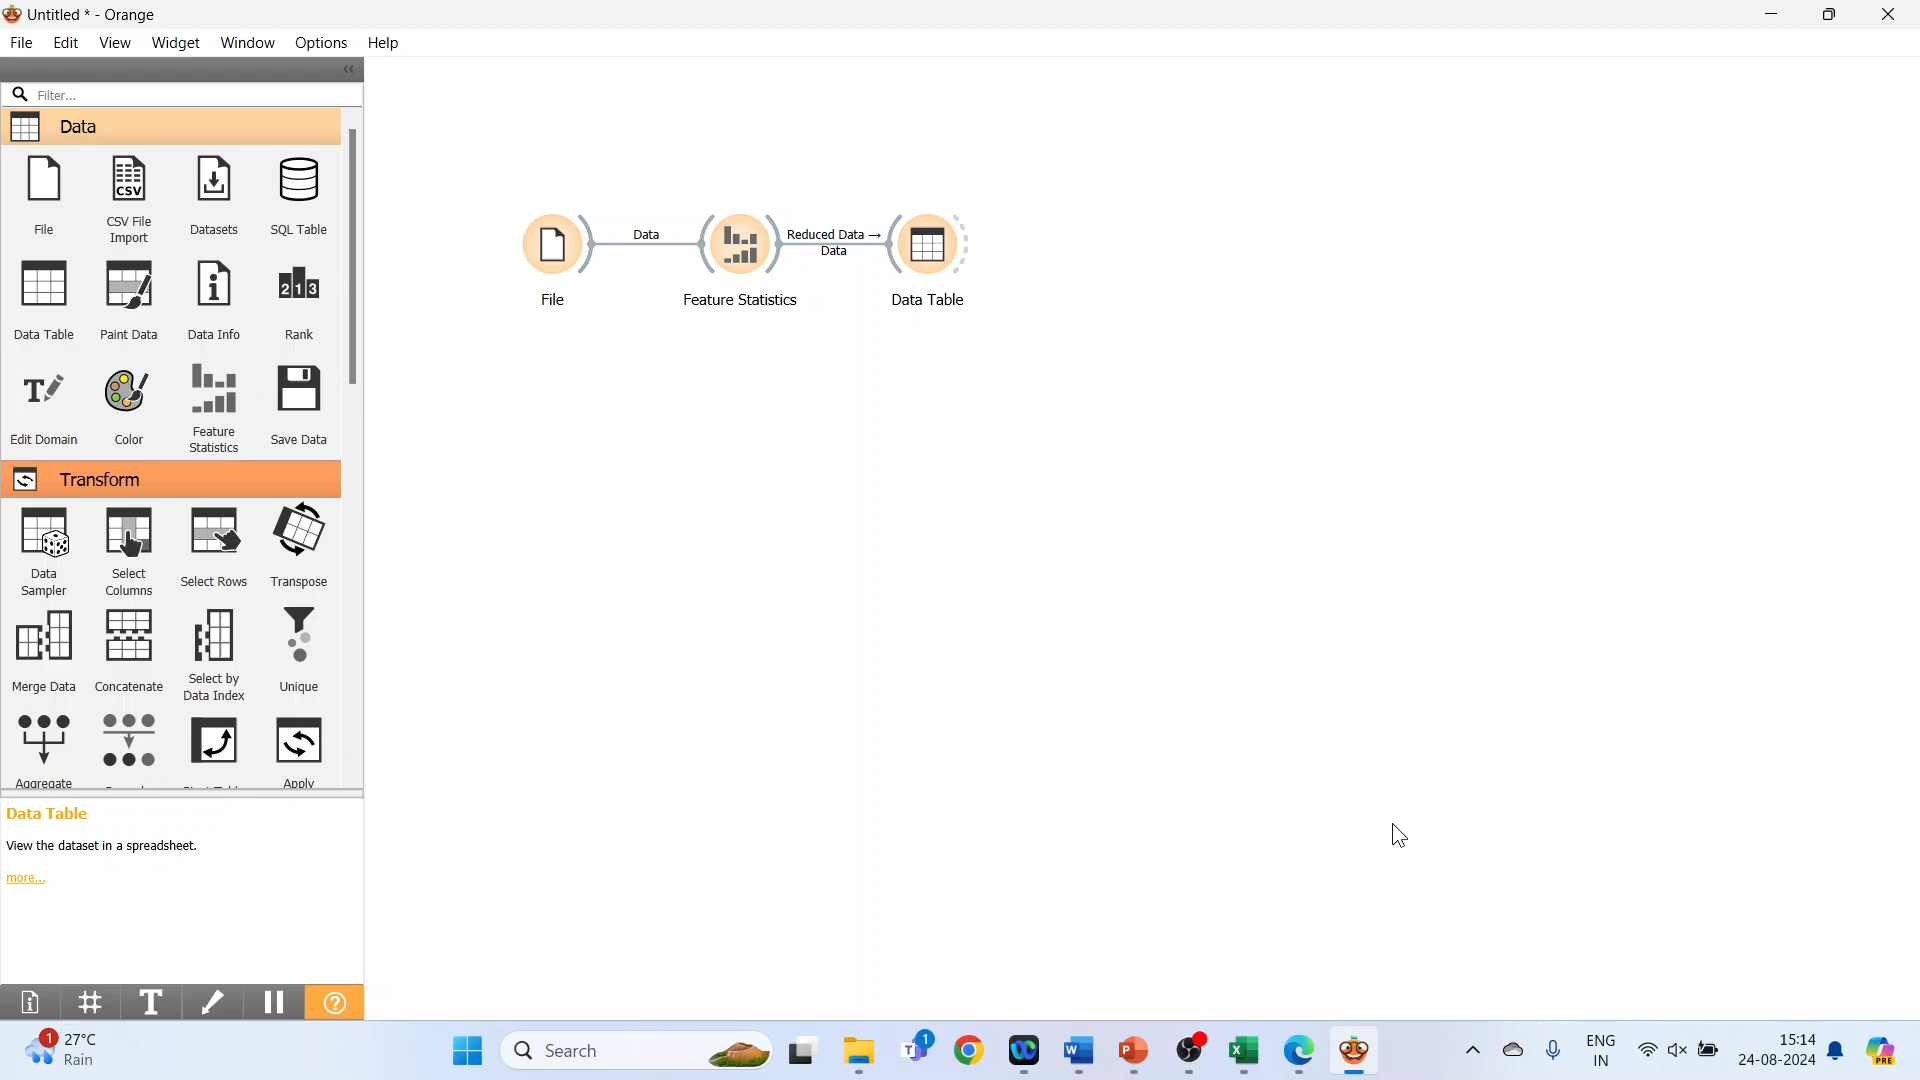 Untitled * - Orange
File Edit View Widget Window Options Help
Filter...
Data
File CSV File Import Datasets SQL Table
Data Table Paint Data Data Info Rank
Edit Domain Color Feature Statistics Save Data
Transform
Data Sampler Select Columns Select Rows Transpose
Merge Data Concatenate Select by Data Index Unique
Aggregate Apply
Data Table
View the dataset in a spreadsheet.
more...
Data
Reduced Data →
Data
File Feature Statistics Data Table
1 27°C
Rain
Search
1
ENG
IN
15:14
24-08-2024
PRE